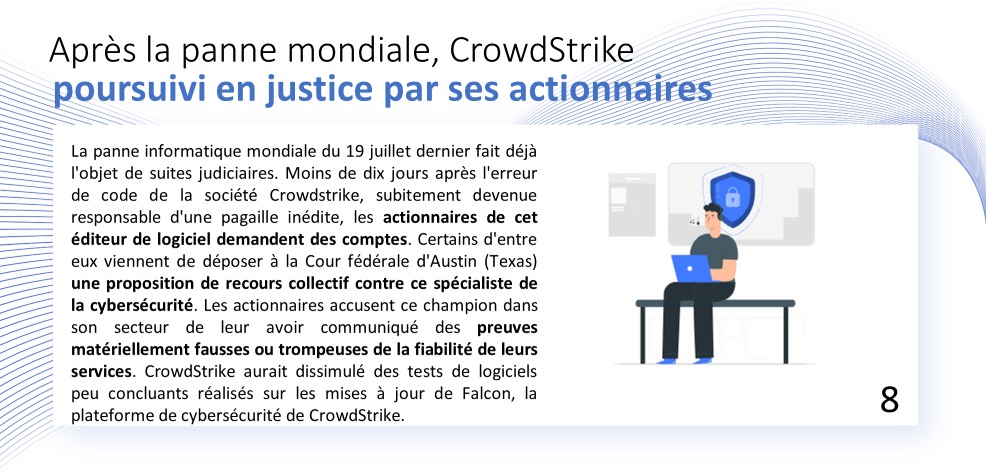 Après la panne mondiale, CrowdStrike
poursuivi en justice par ses actionnaires
La panne informatique mondiale du 19 juillet dernier fait déjà
l'objet de suites judiciaires. Moins de dix jours après l'erreur
de code de la société Crowdstrike, subitement devenue
responsable d'une pagaille inédite, les actionnaires de cet
éditeur de logiciel demandent des comptes. Certains d'entre
eux viennent de déposer à la Cour fédérale d'Austin (Texas)
une proposition de recours collectif contre ce spécialiste de
la cybersécurité. Les actionnaires accusent ce champion dans
son secteur de leur avoir communiqué des preuves
matériellement fausses ou trompeuses de la fiabilité de leurs
services. CrowdStrike aurait dissimulé des tests de logiciels
peu concluants réalisés sur les mises à jour de Falcon, la
plateforme de cybersécurité de CrowdStrike.
8